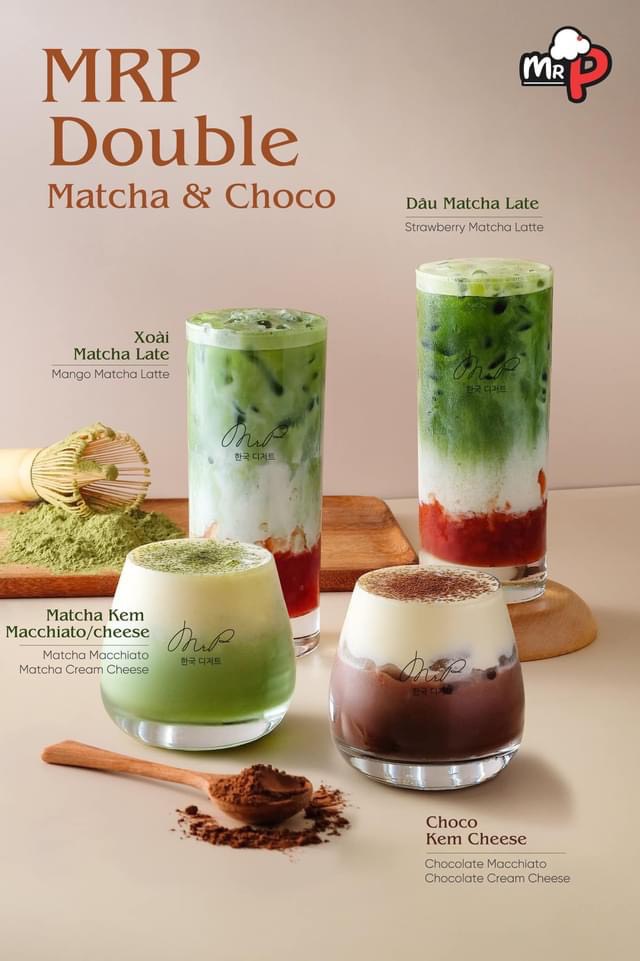 MRP
Double
Matcha & Choco
MR P
Dâu Matcha Late
Strawberry Matcha Latte
Xoài
Matcha Late
Mango Matcha Latte
MrP
한국 디저트
MrP
한국 디저트
Matcha Kem
Macchiato/cheese
Matcha Macchiato
Matcha Cream Cheese
MrP
한국 디저트
MrP
한국 디저트
Choco
Kem Cheese
Chocolate Macchiato
Chocolate Cream Cheese